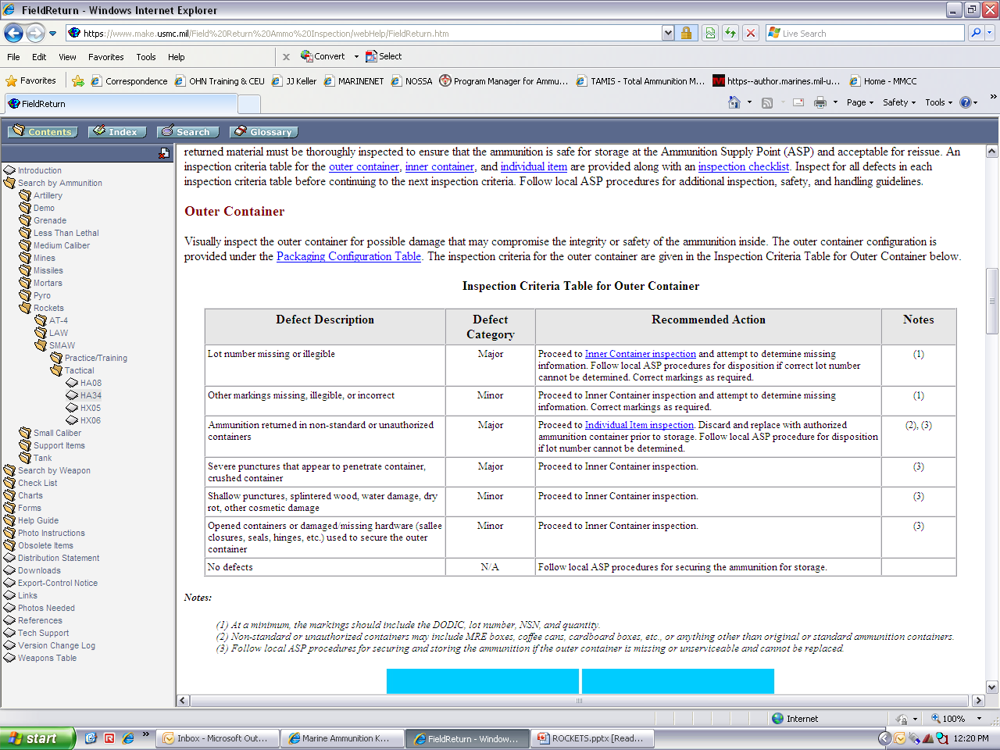 FieldReturn - Windows Internet Explorer
https://www.make.usmc.mil/Field%20Return%20Ammo%20Inspection/webHelp/FieldReturn.htm
Live Search
File Edit View Favorites Tools Help
x Convert Select
Favorites Correspondence OHN Training & CEU JJ Keller MARINENET NOSSA Program Manager for Ammu... TAMIS - Total Ammunition M... https--author.marines.mil-u... Home - MMCC
FieldReturn
Page Safety Tools
Contents Index Search Glossary
Introduction
Search by Ammunition
Artillery
Demo
Grenade
Less Than Lethal
Medium Caliber
Mines
Missiles
Mortars
Pyro
Rockets
AT-4
LAW
SMAW
Practice/Training
Tactical
HA08
HA34
HX05
HX06
Small Caliber
Support Items
Tank
Search by Weapon
Check List
Charts
Forms
Help Guide
Photo Instructions
Obsolete Items
Distribution Statement
Downloads
Export-Control Notice
Links
Photos Needed
References
Tech Support
Version Change Log
Weapons Table
returned material must be thoroughly inspected to ensure that the ammunition is safe for storage at the Ammunition Supply Point (ASP) and acceptable for reissue. An
inspection criteria table for the outer container, inner container, and individual item are provided along with an inspection checklist. Inspect for all defects in each
inspection criteria table before continuing to the next inspection criteria. Follow local ASP procedures for additional inspection, safety, and handling guidelines.
Outer Container
Visually inspect the outer container for possible damage that may compromise the integrity or safety of the ammunition inside. The outer container configuration is
provided under the Packaging Configuration Table. The inspection criteria for the outer container are given in the Inspection Criteria Table for Outer Container below.
Inspection Criteria Table for Outer Container
Defect Description Defect Recommended Action Notes
Category
Lot number missing or illegible Major Proceed to Inner Container inspection and attempt to determine missing (1)
information. Follow local ASP procedures for disposition if correct lot number
cannot be determined. Correct markings as required.
Other markings missing, illegible, or incorrect Minor Proceed to Inner Container inspection and attempt to determine missing (1)
information. Correct markings as required.
Ammunition returned in non-standard or unauthorized Major Proceed to Individual Item inspection. Discard and replace with authorized (2), (3)
containers ammunition container prior to storage. Follow local ASP procedure for disposition
if lot number cannot be determined.
Severe punctures that appear to penetrate container, Major Proceed to Inner Container inspection. (3)
crushed container
Shallow punctures, splintered wood, water damage, dry Minor Proceed to Inner Container inspection. (3)
rot, other cosmetic damage
Opened containers or damaged/missing hardware (sallee Minor Proceed to Inner Container inspection. (3)
closures, seals, hinges, etc.) used to secure the outer
container
No defects N/A Follow local ASP procedures for securing the ammunition for storage.
Notes:
(1) At a minimum, the markings should include the DODIC, lot number, NSN, and quantity.
(2) Non-standard or unauthorized containers may include MRE boxes, coffee cans, cardboard boxes, etc., or anything other than original or standard ammunition containers.
(3) Follow local ASP procedures for securing and storing the ammunition if the outer container is missing or unserviceable and cannot be replaced.
Internet 100%
start Inbox - Microsoft Out... Marine Ammunition K... FieldReturn - Window... ROCKETS.pptx [Read... 12:20 PM